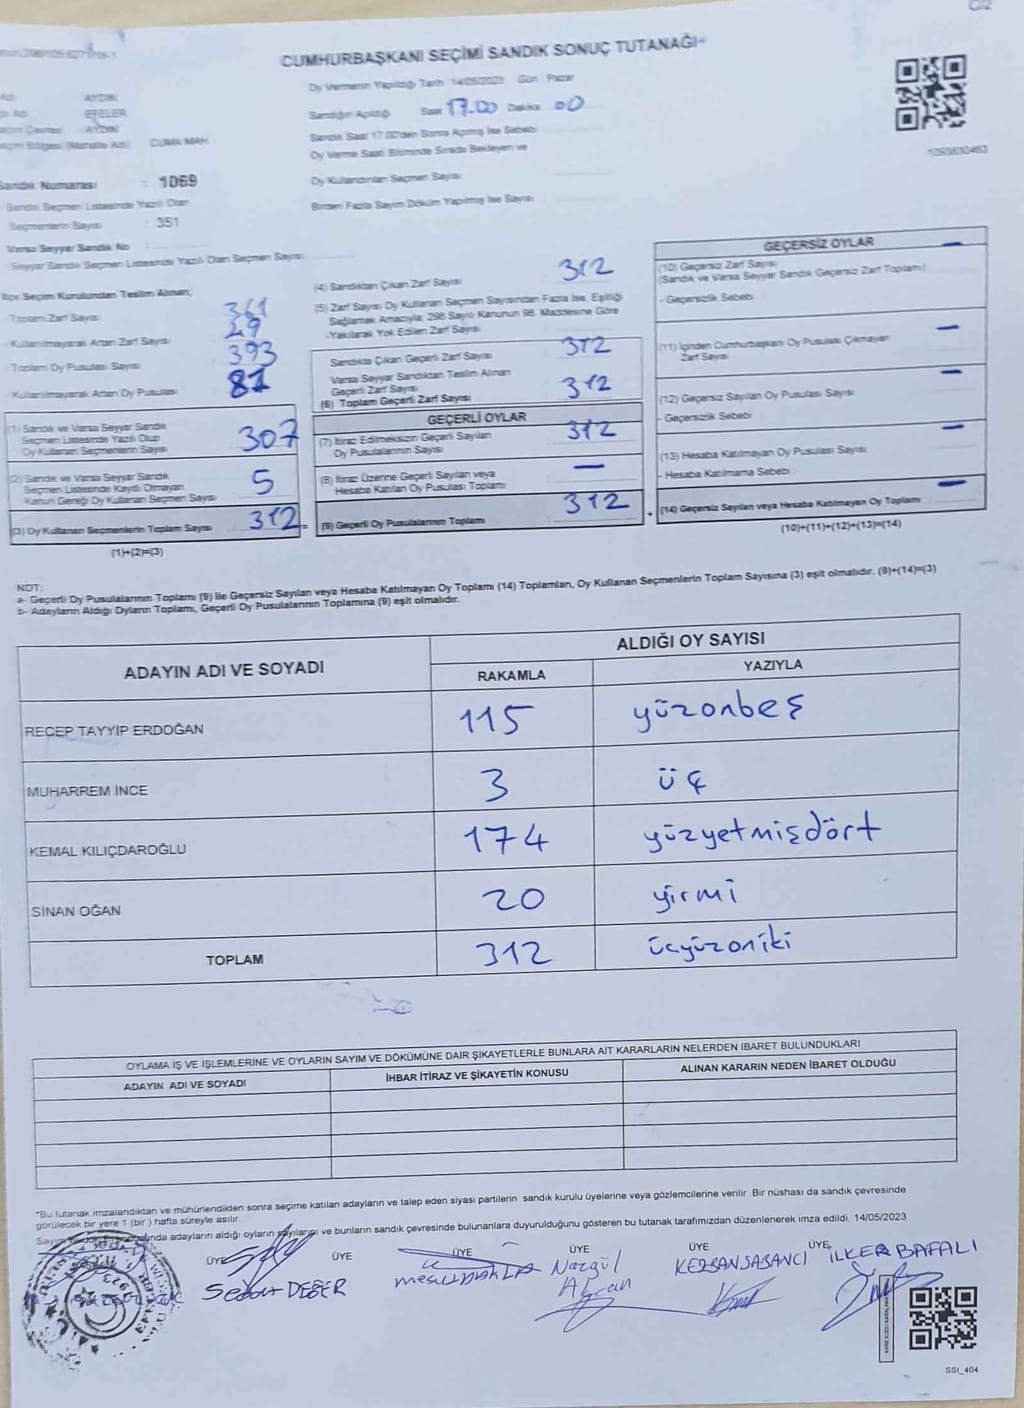 CUMHURBAŞKANI SEÇİMİ SANDIK SONUÇ TUTANAĞI*
Oy Vermenin Yapıldığı Tarih 14/05/2023 Gün Pazar
Sandığın Açıldığı Saat 17.00 Dakika 00
Sandık Saat 17:00'den Sonra Açılmış İse Sebebi
Oy Verme Saati Bitiminde Sırada Bekleyen ve
Oy Kullandırılan Seçmen Sayısı
Birden Fazla Sayım Döküm Yapılmış İse Sayısı
AYDIN
EFELER
AYDIN
(Mahalle Adı) CUMA MAH
Sandık Numarası : 1069
Sandık Seçmen Listesinde Yazılı Olan
Seçmenlerin Sayısı : 351
Varsa Seyyar Sandık No :
Seyyar Sandık Seçmen Listesinde Yazılı Olan Seçmen Sayısı
Seçim Kurulundan Teslim Alınan;
- Toplam Zarf Sayısı 361
- Kullanılmayarak Artan Zarf Sayısı 49
- Toplam Oy Pusulası Sayısı 393
- Kullanılmayarak Artan Oy Pusulası 81
(1) Sandık ve Varsa Seyyar Sandık
Seçmen Listesinde Yazılı Olup
Oy Kullanan Seçmenlerin Sayısı 307
(2) Sandık ve Varsa Seyyar Sandık
Seçmen Listesinde Kayıtlı Olmayan
Kanun Gereği Oy Kullanan Seçmen Sayısı 5
(3) Oy Kullanan Seçmenlerin Toplam Sayısı 312 =
(1)+(2)=(3)
(4) Sandıktan Çıkan Zarf Sayısı 312
(5) Zarf Sayısı Oy Kullanan Seçmen Sayısından Fazla İse, Eşitliği
Sağlamak Amacıyla; 298 Sayılı Kanunun 98. Maddesine Göre
-Yakılarak Yok Edilen Zarf Sayısı
Sandıkta Çıkan Geçerli Zarf Sayısı 312
Varsa Seyyar Sandıktan Teslim Alınan
Geçerli Zarf Sayısı
(6) Toplam Geçerli Zarf Sayısı 312
GEÇERLİ OYLAR
(7) İtiraz Edilmeksizin Geçerli Sayılan
Oy Pusulalarının Sayısı 312
(8) İtiraz Üzerine Geçerli Sayılan veya
Hesaba Katılan Oy Pusulası Toplamı —
(9) Geçerli Oy Pusulalarının Toplamı 312 +
GEÇERSİZ OYLAR
(10) Geçersiz Zarf Sayısı —
(Sandık ve Varsa Seyyar Sandık Geçersiz Zarf Toplamı)
- Geçersizlik Sebebi
(11) İçinden Cumhurbaşkanı Oy Pusulası Çıkmayan
Zarf Sayısı —
(12) Geçersiz Sayılan Oy Pusulası Sayısı —
- Geçersizlik Sebebi
(13) Hesaba Katılmayan Oy Pusulası Sayısı —
- Hesaba Katılmama Sebebi
(14) Geçersiz Sayılan veya Hesaba Katılmayan Oy Toplamı —
(10)+(11)+(12)+(13)=(14)
NOT:
a- Geçerli Oy Pusulalarının Toplamı (9) ile Geçersiz Sayılan veya Hesaba Katılmayan Oy Toplamı (14) Toplamları, Oy Kullanan Seçmenlerin Toplam Sayısına (3) eşit olmalıdır. (9)+(14)=(3)
b- Adayların Aldığı Oyların Toplamı, Geçerli Oy Pusulalarının Toplamına (9) eşit olmalıdır.
ADAYIN ADI VE SOYADI ALDIĞI OY SAYISI
RAKAMLA YAZIYLA
RECEP TAYYİP ERDOĞAN 115 yüzonbeş
MUHARREM İNCE 3 üç
KEMAL KILIÇDAROĞLU 174 yüzyetmişdört
SİNAN OĞAN 20 yirmi
TOPLAM 312 üçyüzoniki
OYLAMA İŞ VE İŞLEMLERİNE VE OYLARIN SAYIM VE DÖKÜMÜNE DAİR ŞİKAYETLERLE BUNLARA AİT KARARLARIN NELERDEN İBARET BULUNDUKLARI
ADAYIN ADI VE SOYADI İHBAR İTİRAZ VE ŞİKAYETİN KONUSU ALINAN KARARIN NEDEN İBARET OLDUĞU
*Bu tutanak imzalandıktan ve mühürlendikten sonra seçime katılan adayların ve talep eden siyasi partilerin sandık kurulu üyelerine veya gözlemcilerine verilir. Bir nüshası da sandık çevresinde
görülecek bir yere 1 (bir) hafta süreyle asılır.
adayların aldığı oyların sayılarını ve bunların sandık çevresinde bulunanlara duyurulduğunu gösteren bu tutanak tarafımızdan düzenlenerek imza edildi. 14/05/2023
ÜYE ÜYE ÜYE ÜYE ÜYE ÜYE
DEĞER Nazgül SABANCI İLKER BAFALI
SSI_404